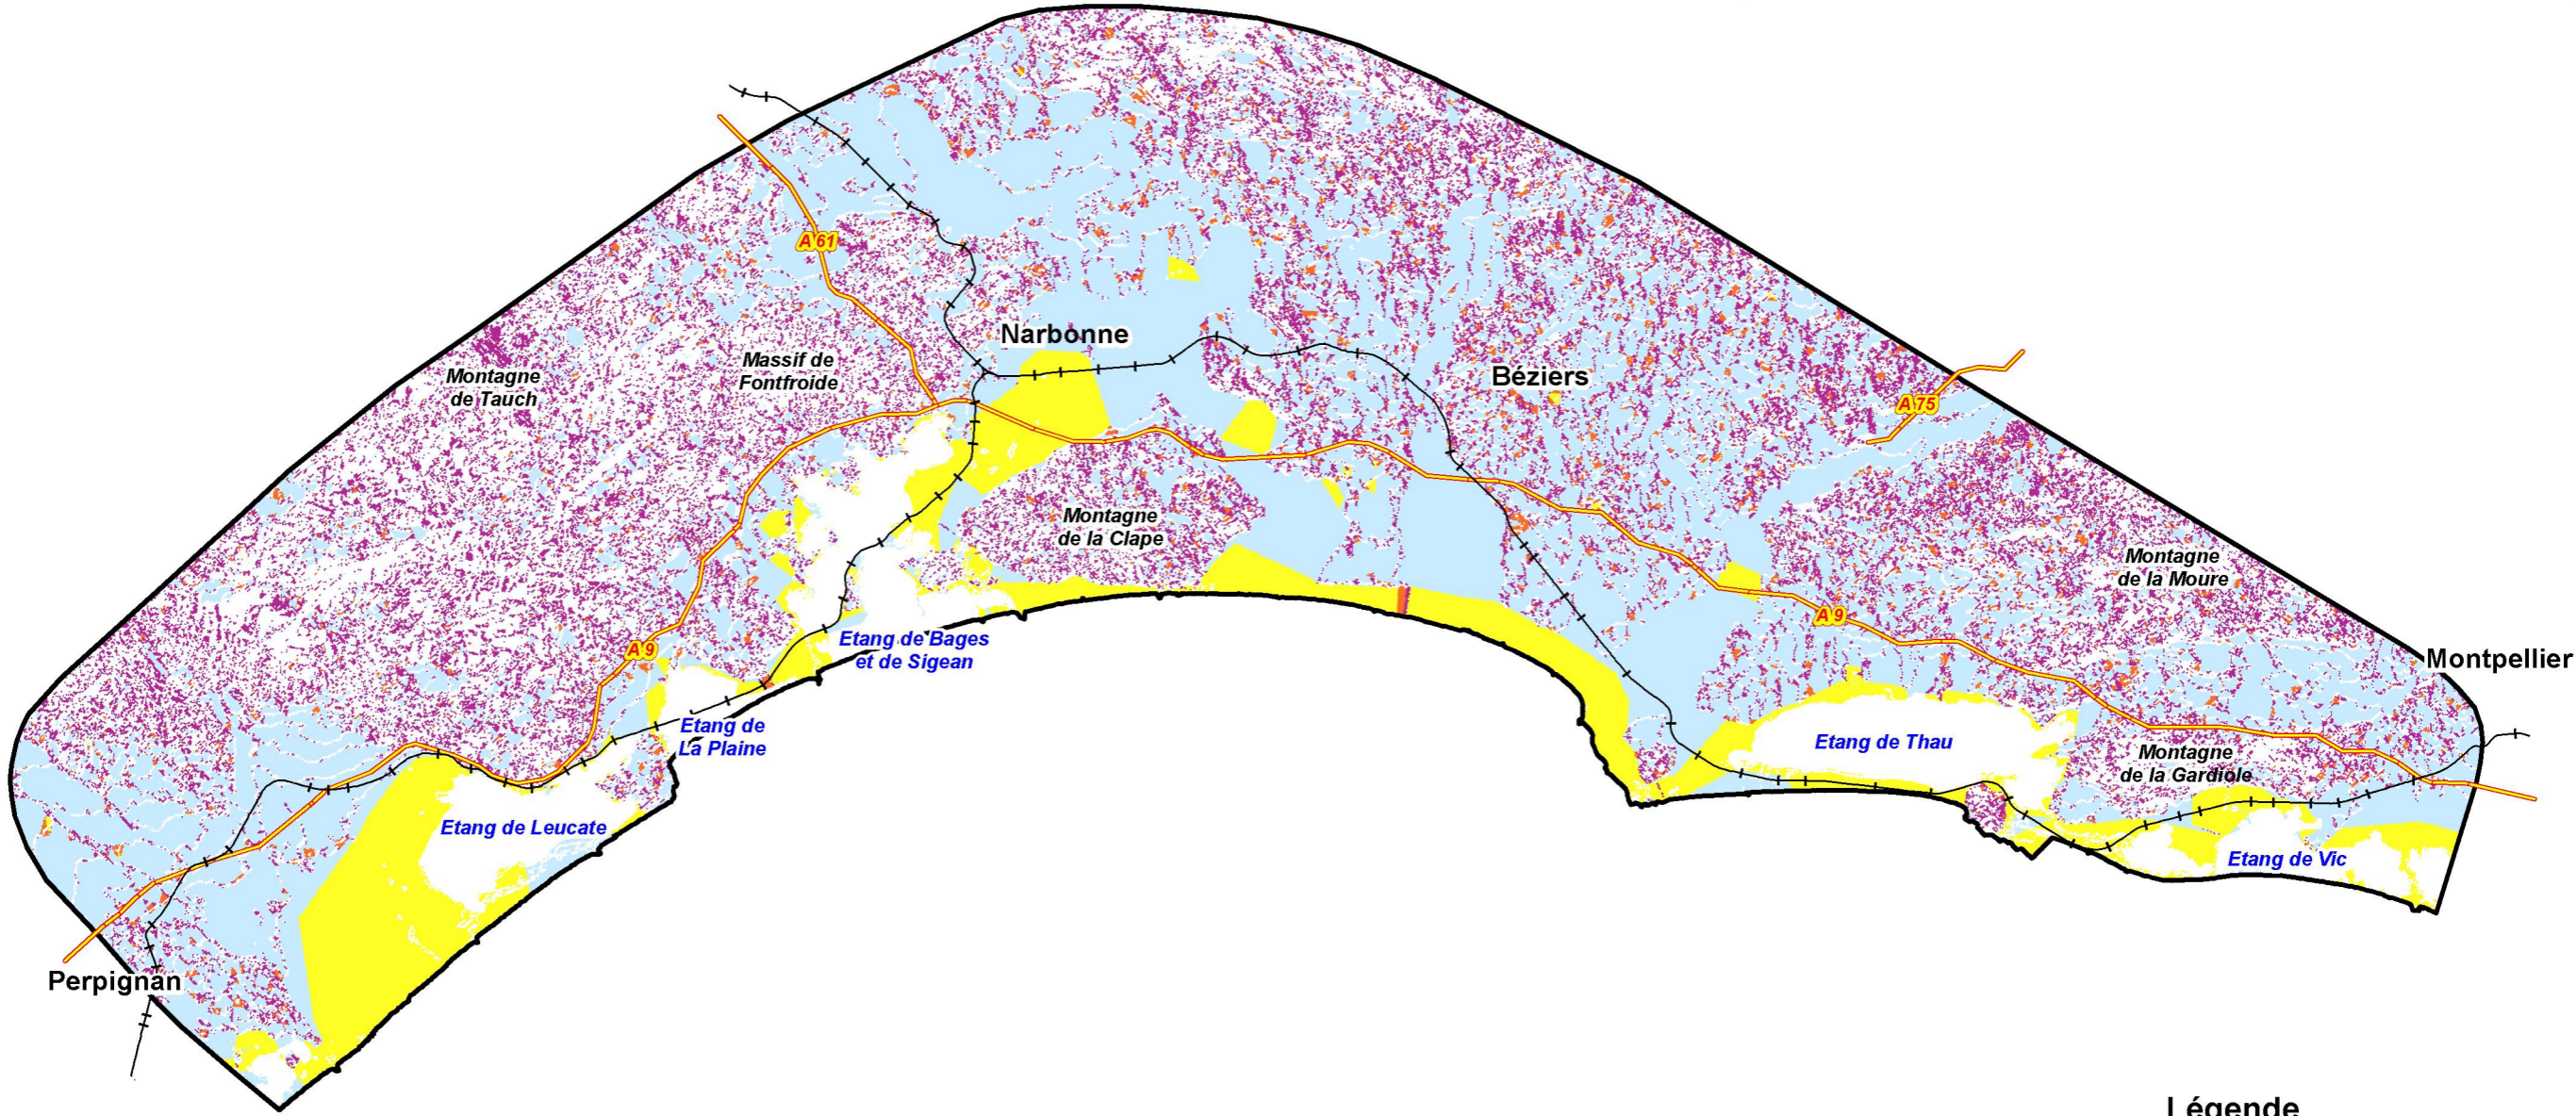 A 61
Narbonne
Massif de
Fontfroide
Montagne
de Tauch
Béziers
A 75
Montagne
de la Clape
Montagne
de la Moure
A 9
A 9
Etang de Bages
et de Sigean
Montpellier
Etang de
La Plaine
Etang de Thau
Montagne
de la Gardiole
Etang de Leucate
Etang de Vic
Perpignan
Légende